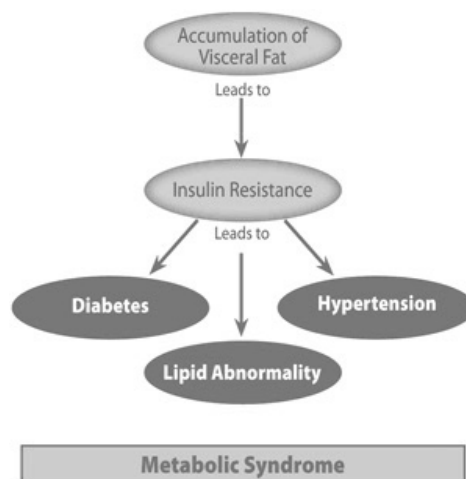 Accumulation of
Visceral Fat
Leads to
Insulin Resistance
Leads to
Diabetes
Hypertension
Lipid Abnormality
Metabolic Syndrome